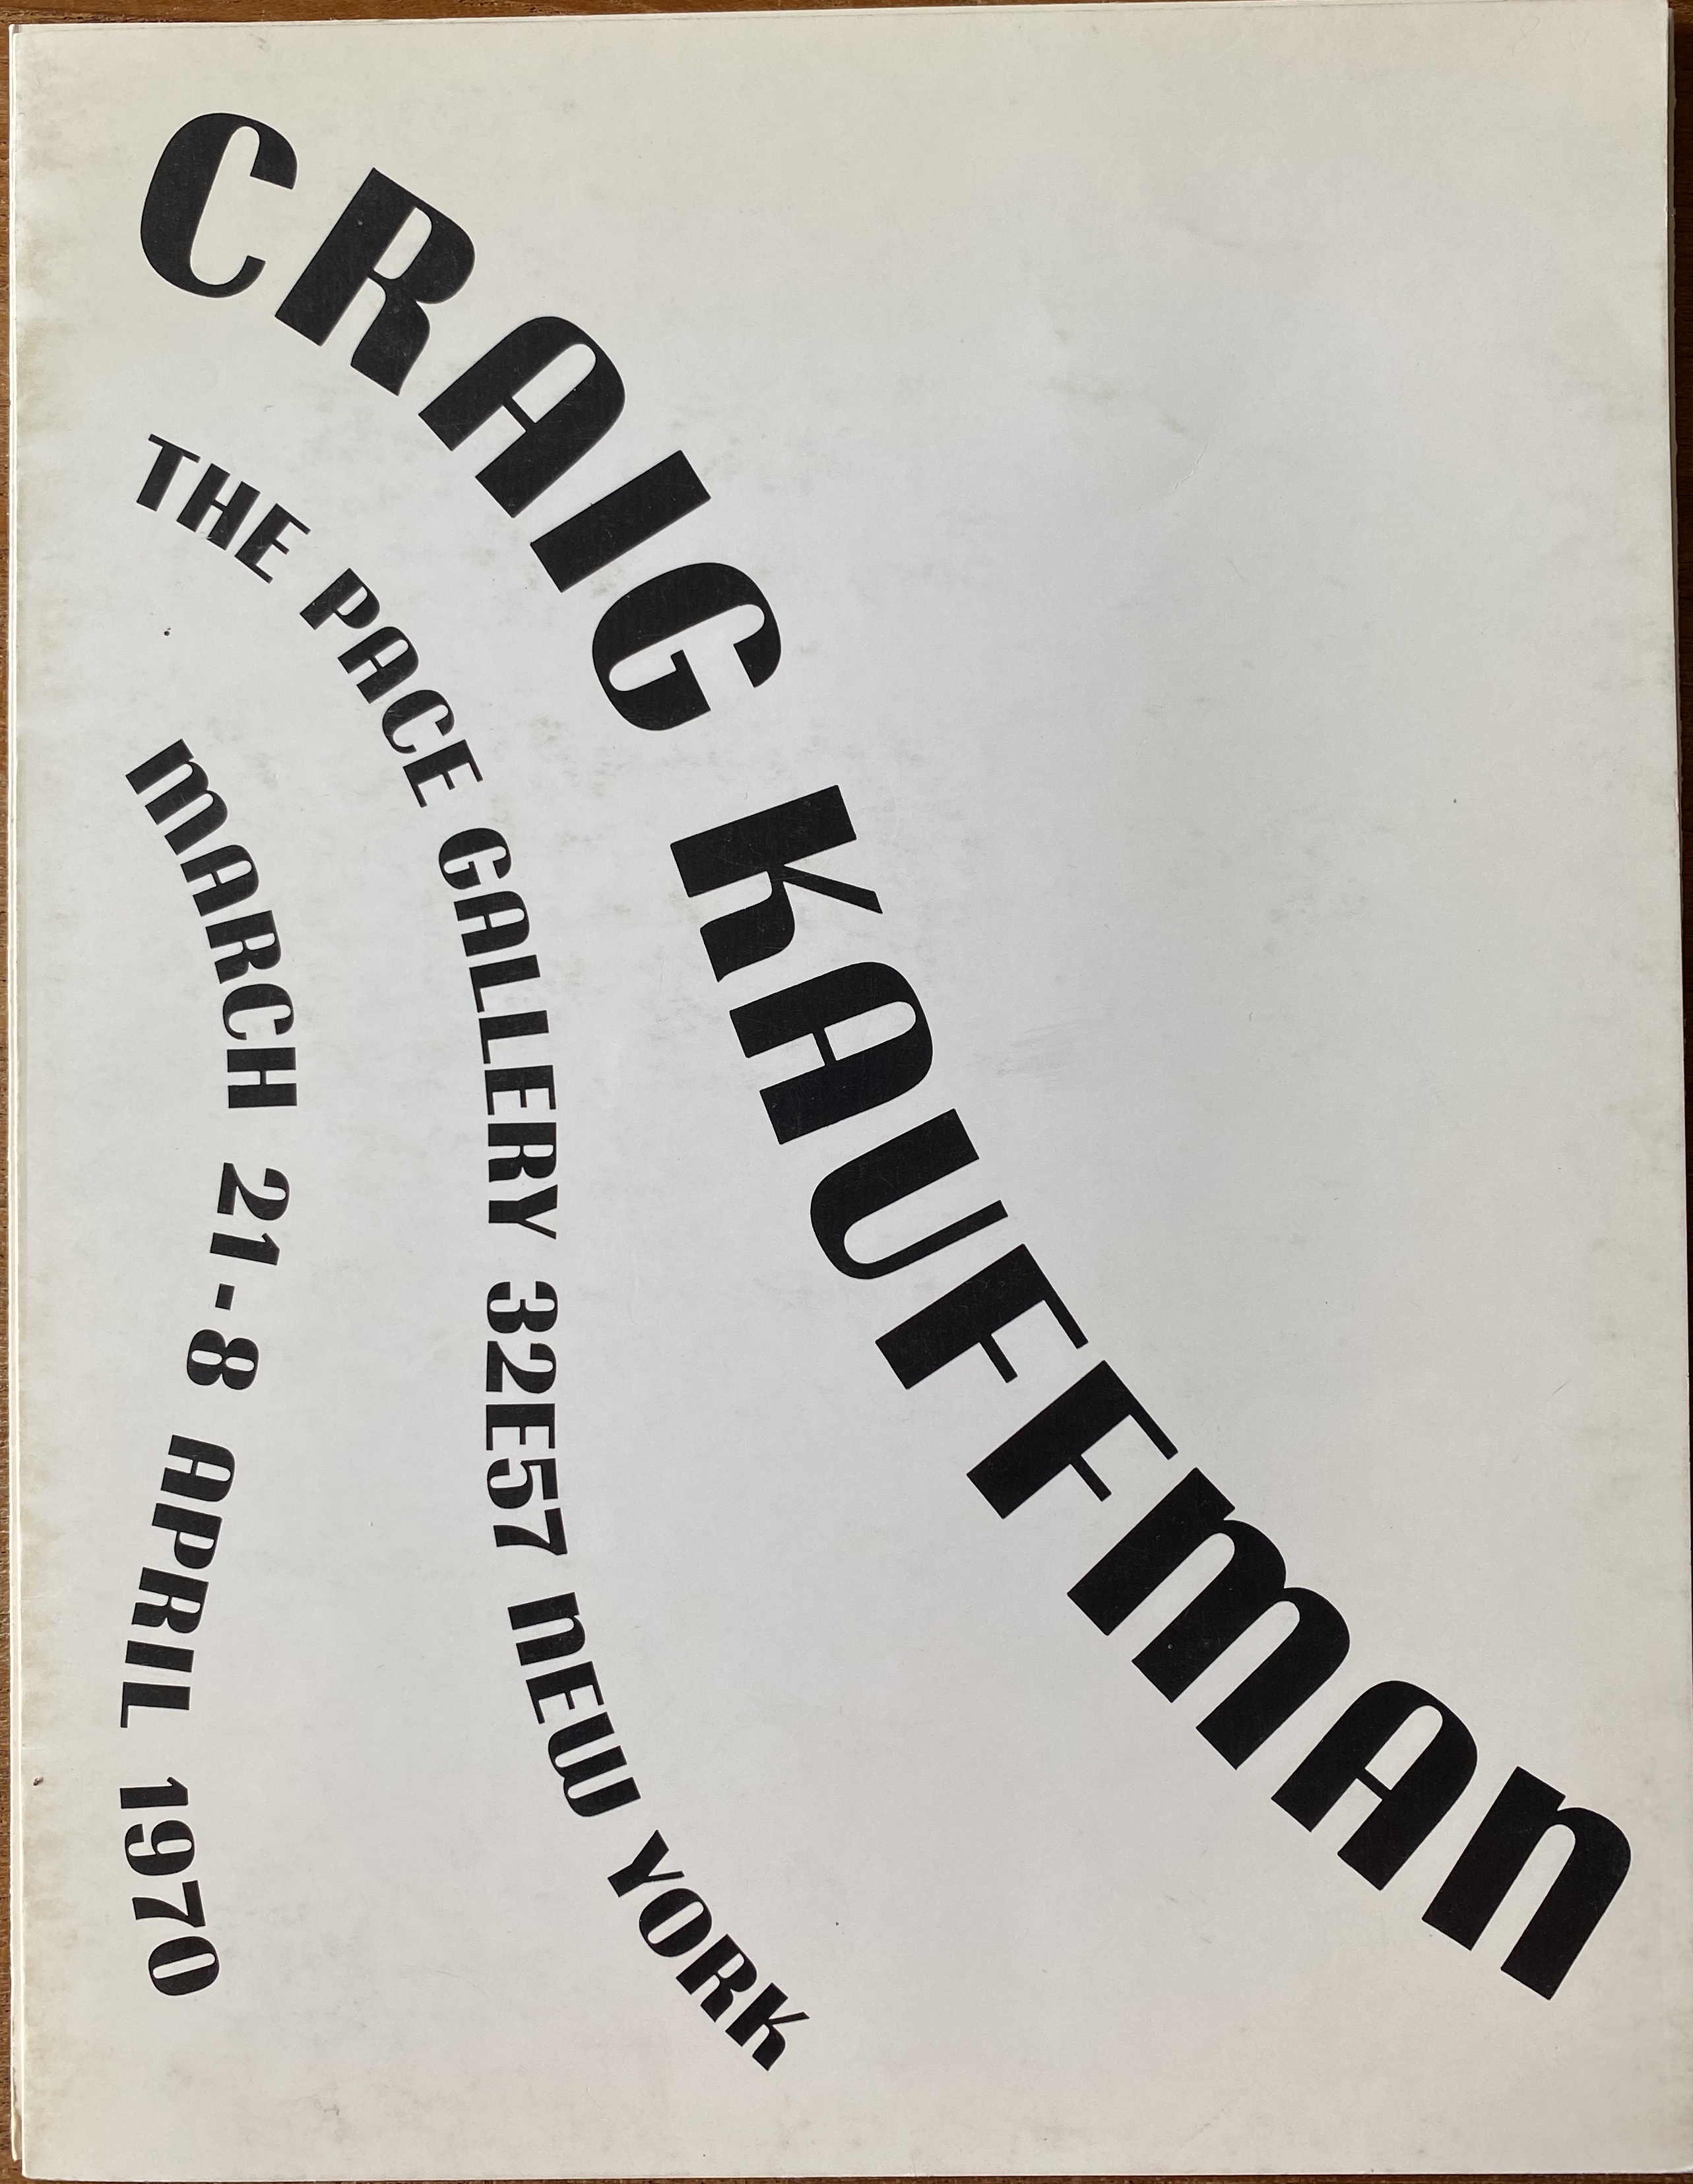 CRAIG KAUFFMAN
THE PACE GALLERY 32E57 NEW YORK
MARCH 21-8 APRIL 1970